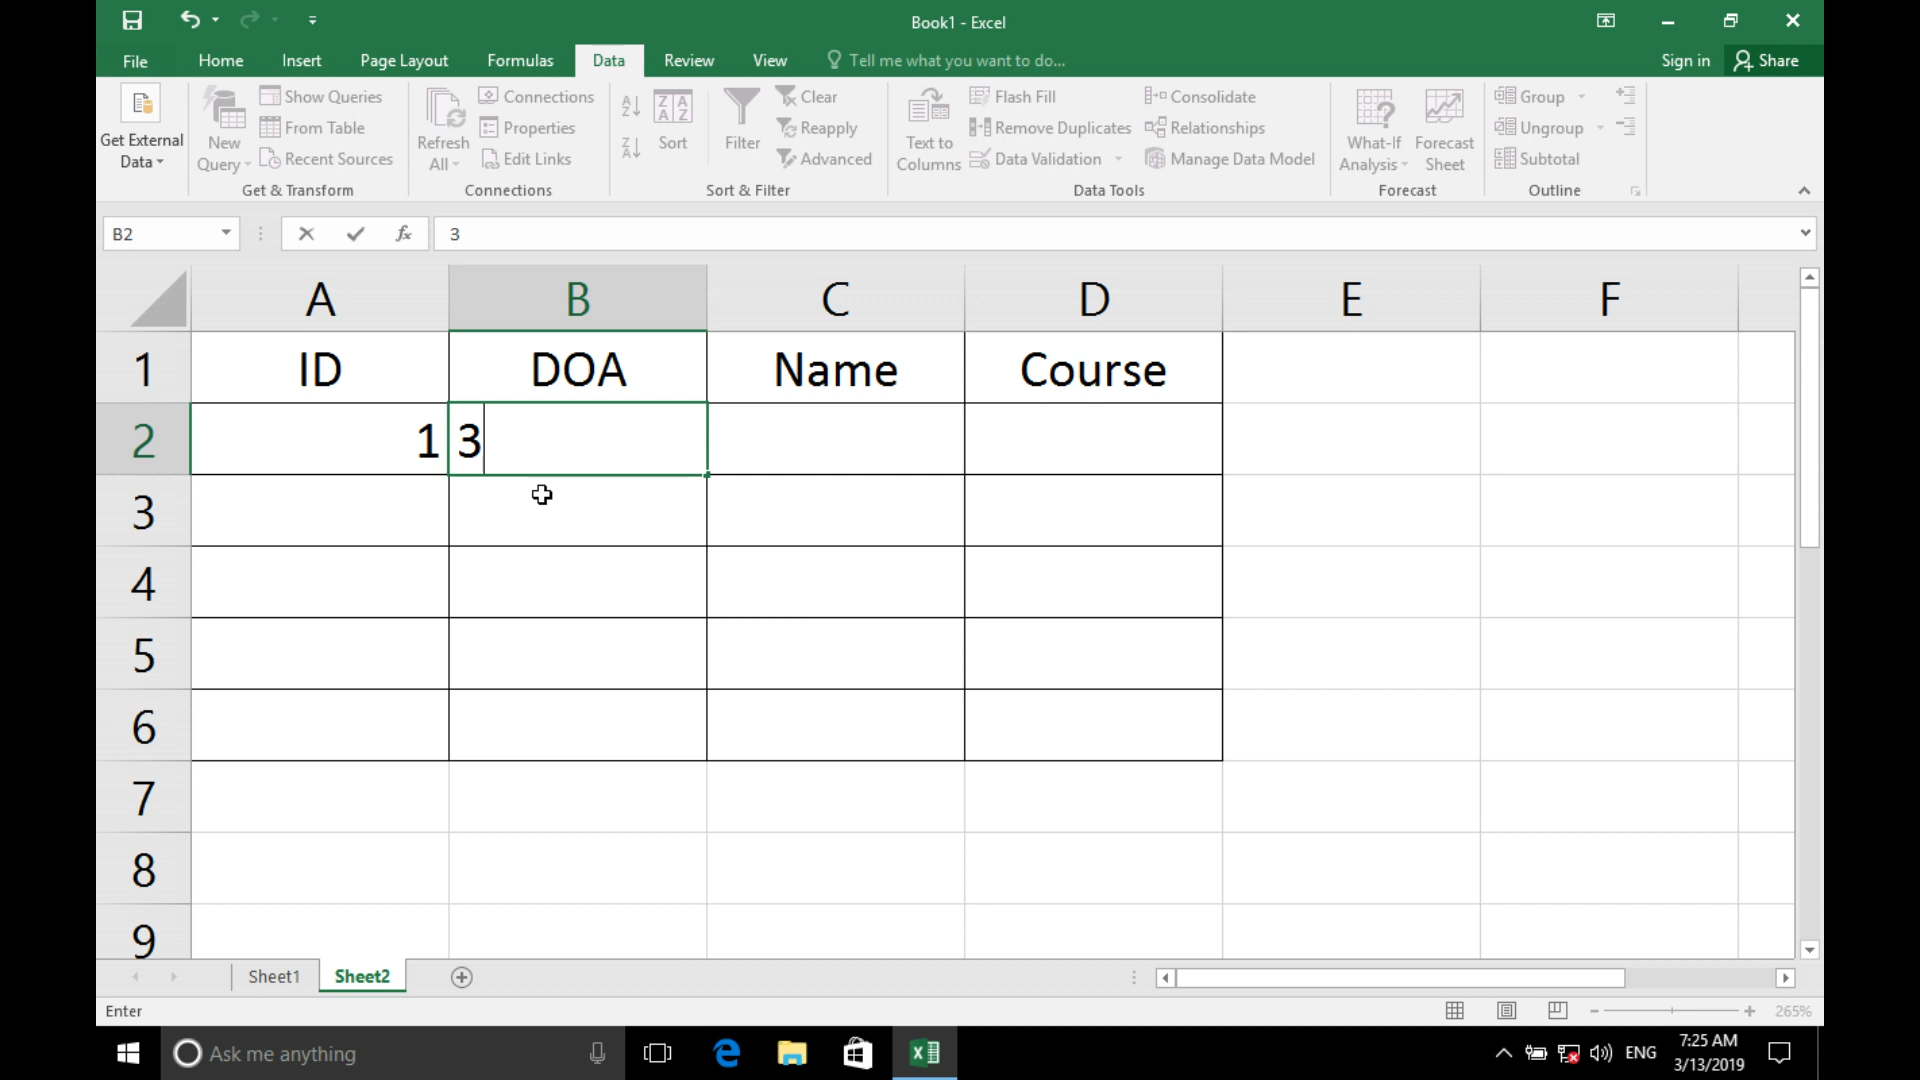 Book1 - Excel
File Home Insert Page Layout Formulas Data Review View Tell me what you want to do... Sign in Share
Get External Data
New Query
Show Queries
From Table
Recent Sources
Get & Transform
Refresh All
Connections
Properties
Edit Links
Connections
Sort
Filter
Clear
Reapply
Advanced
Sort & Filter
Text to Columns
Flash Fill
Remove Duplicates
Data Validation
Consolidate
Relationships
Manage Data Model
Data Tools
What-If Analysis
Forecast Sheet
Forecast
Group
Ungroup
Subtotal
Outline
B2 fx 3
A B C D E F
1 ID DOA Name Course
2 1 3
3
4
5
6
7
8
9
Sheet1 Sheet2
Enter 265%
Ask me anything ENG 7:25 AM
3/13/2019